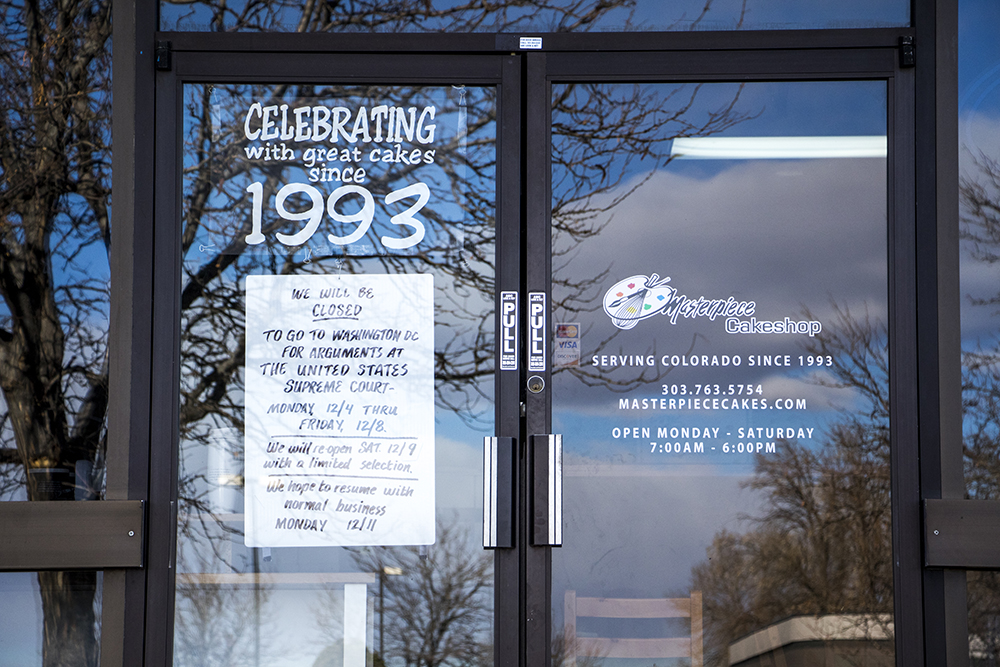 CELEBRATING
with great cakes
since
1993
WE WILL BE
CLOSED
TO GO TO WASHINGTON DC
FOR ARGUMENTS AT
THE UNITED STATES
SUPREME COURT-
MONDAY, 12/4 THRU
FRIDAY, 12/8.
We will re-open SAT. 12/9
with a limited selection.
We hope to resume with
normal business
MONDAY 12/11
PULL
PULL
VISA
Masterpiece
Cakeshop
SERVING COLORADO SINCE 1993
303.763.5754
MASTERPIECECAKES.COM
OPEN MONDAY - SATURDAY
7:00AM - 6:00PM